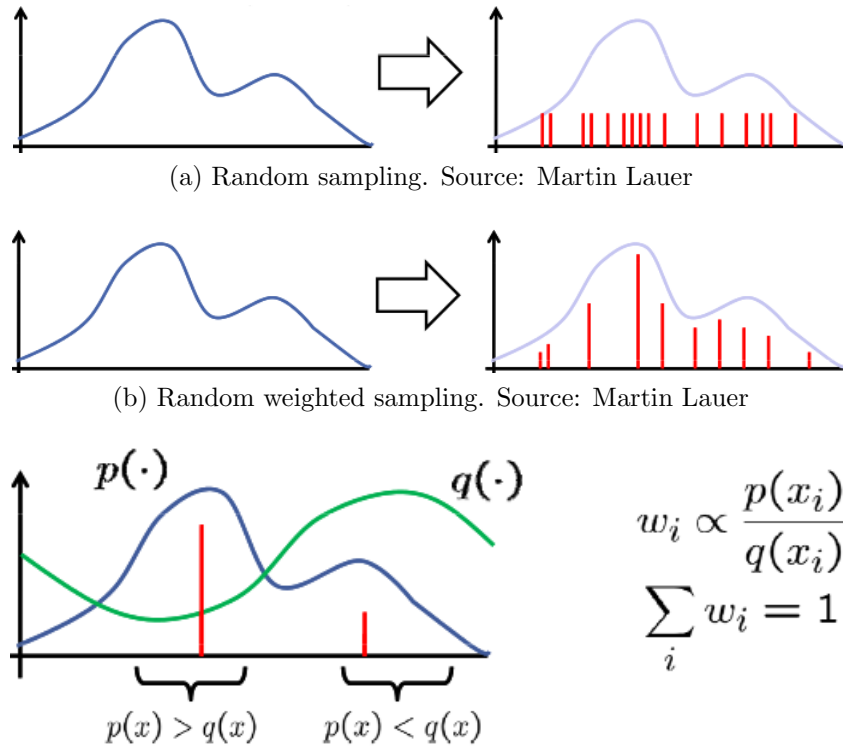 (a) Random sampling. Source: Martin Lauer
(b) Random weighted sampling. Source: Martin Lauer
p(·)
q(·)
w_i ∝ p(x_i) / q(x_i)
∑_i w_i = 1
p(x) > q(x)
p(x) < q(x)